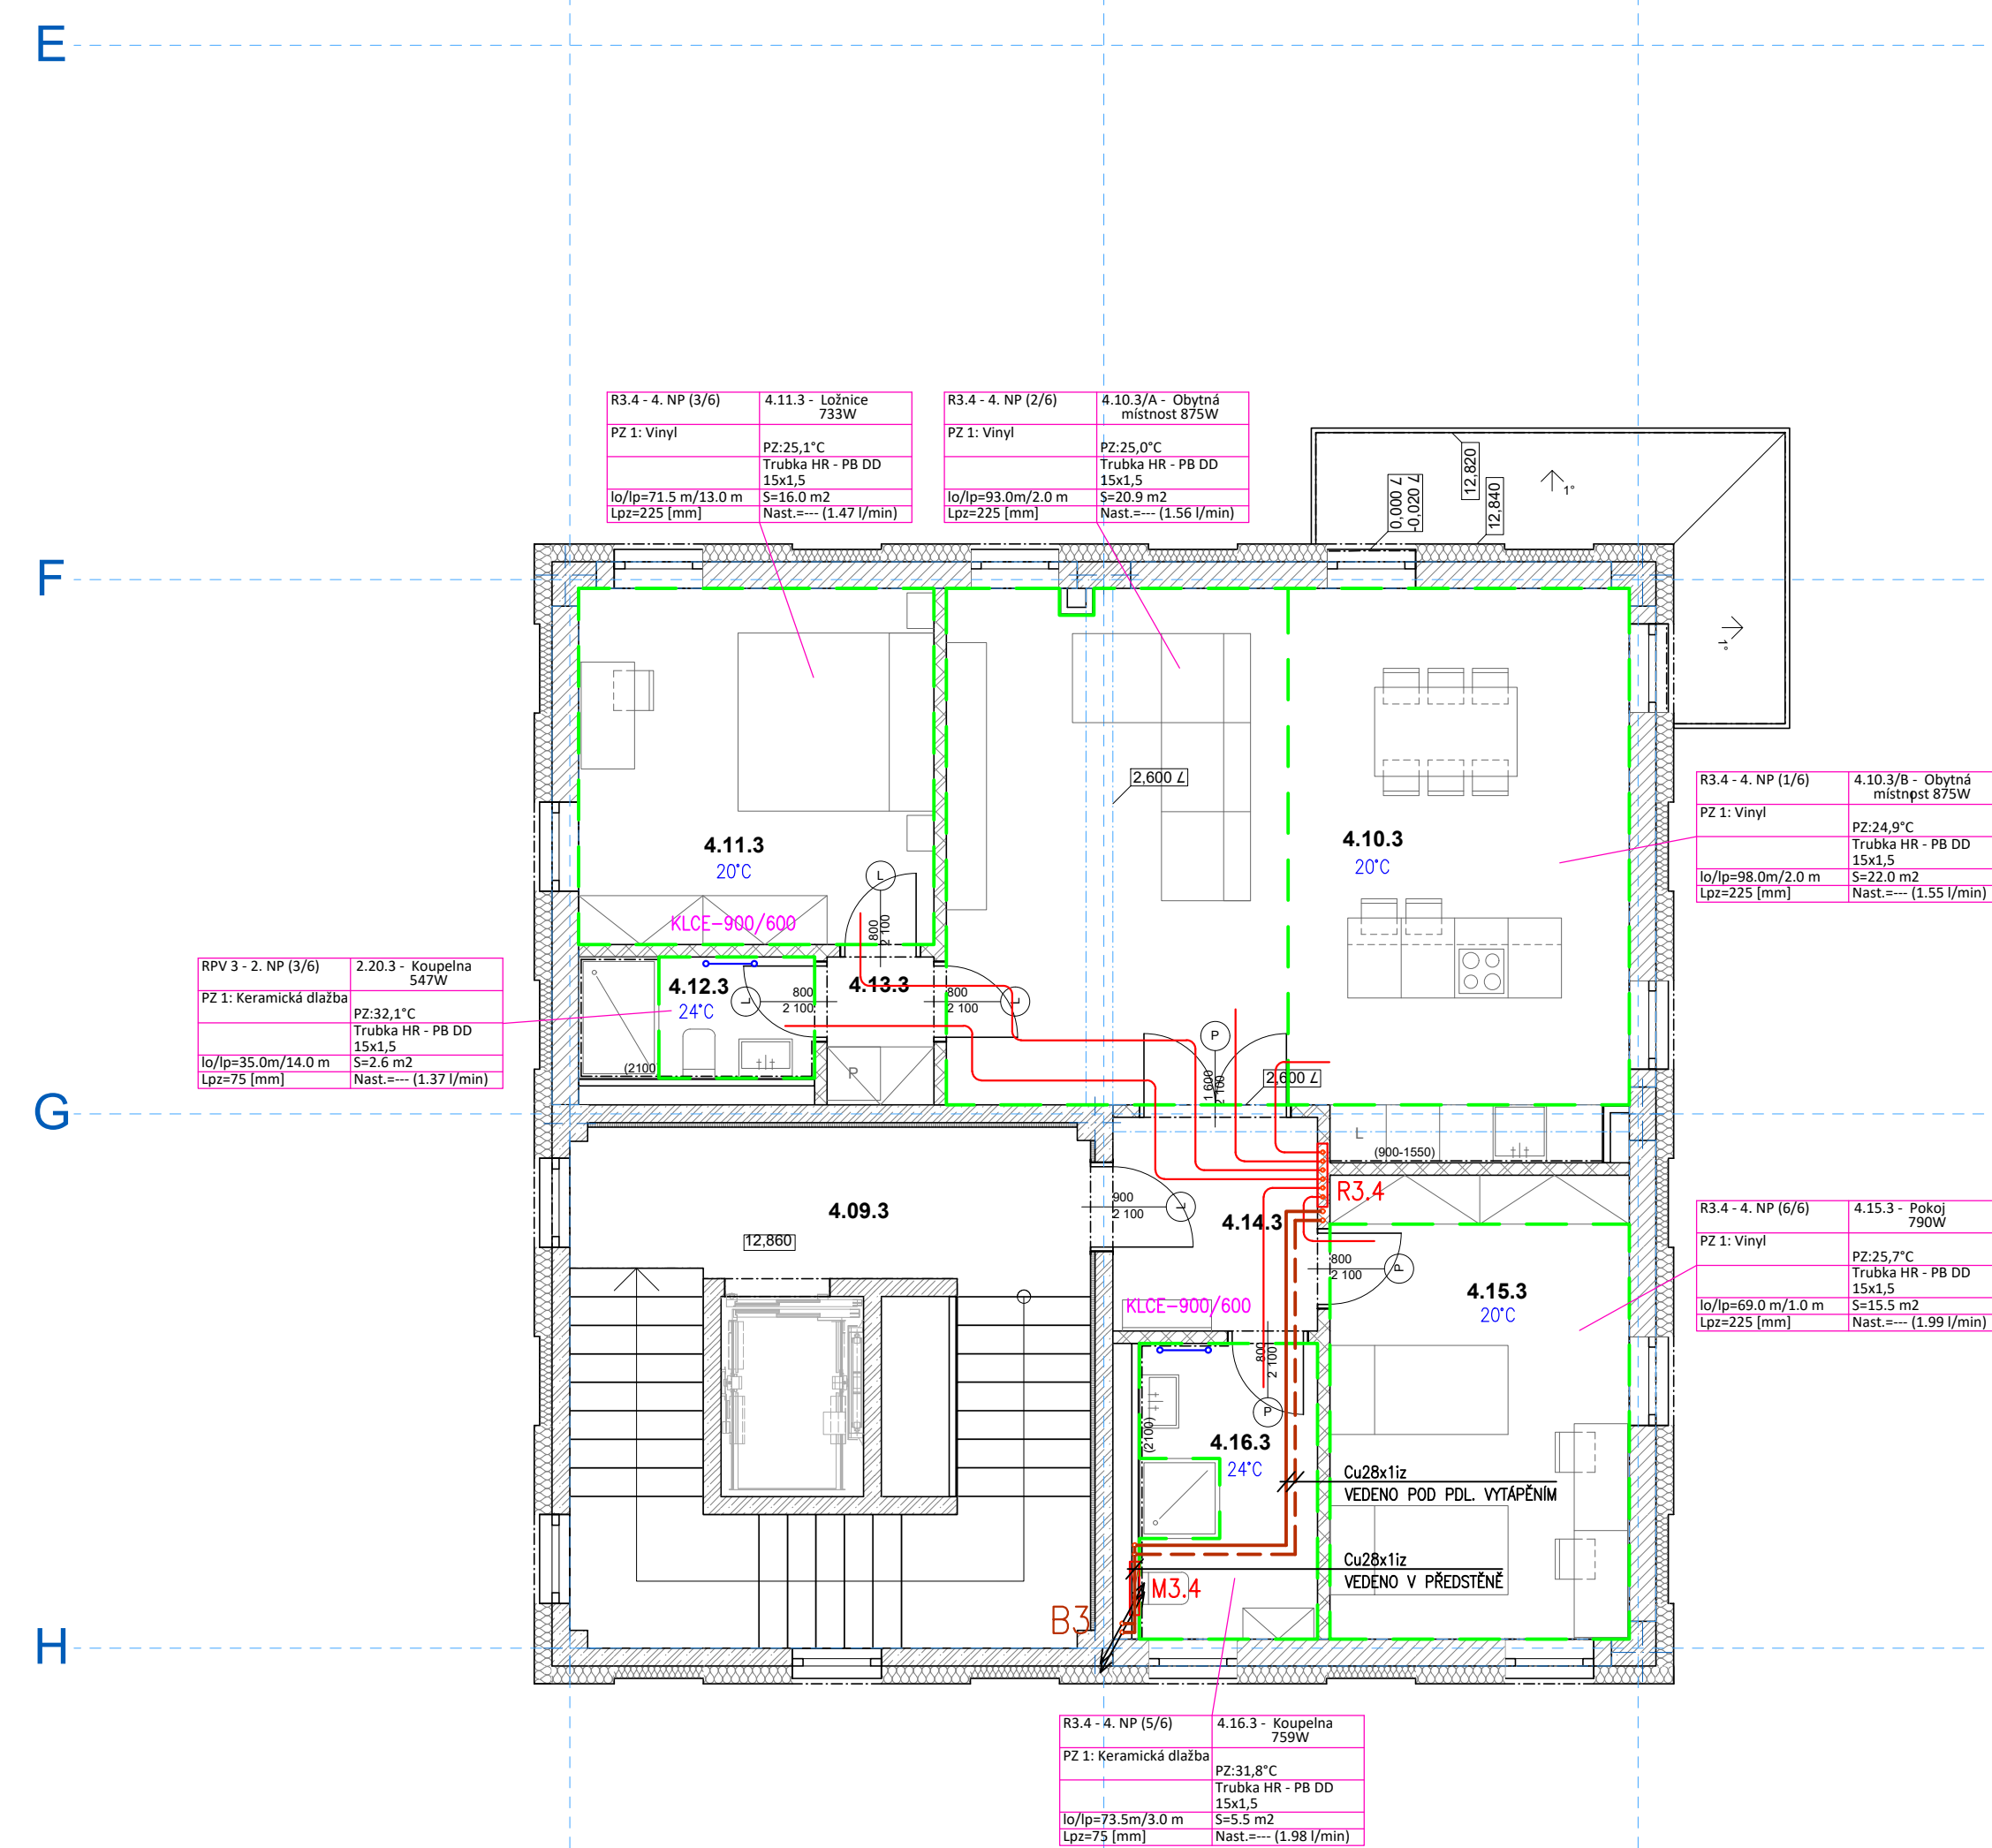 E
R3.4 - 4. NP (3/6)
4.11.3 - Ložnice
733W
PZ 1: Vinyl
PZ:25,1°C
Trubka HR - PB DD
15x1,5
lo/lp=71.5 m/13.0 m
S=16.0 m2
Lpz=225 [mm]
Nast.=--- (1.47 l/min)
R3.4 - 4. NP (2/6)
4.10.3/A - Obytná
místnost 875W
PZ 1: Vinyl
PZ:25,0°C
Trubka HR - PB DD
15x1,5
lo/lp=93.0m/2.0 m
S=20.9 m2
Lpz=225 [mm]
Nast.=--- (1.56 l/min)
0,000
-0,020
12,820
12,840
1°
1°
F
2,600
R3.4 - 4. NP (1/6)
4.10.3/B - Obytná
místnost 875W
PZ 1: Vinyl
PZ:24,9°C
Trubka HR - PB DD
15x1,5
lo/lp=98.0m/2.0 m
S=22.0 m2
Lpz=225 [mm]
Nast.=--- (1.55 l/min)
4.11.3
20°C
4.10.3
20°C
L
800
2 100
KLCE-900/600
RPV 3 - 2. NP (3/6)
2.20.3 - Koupelna
547W
PZ 1: Keramická dlažba
PZ:32,1°C
Trubka HR - PB DD
15x1,5
lo/lp=35.0m/14.0 m
S=2.6 m2
Lpz=75 [mm]
Nast.=--- (1.37 l/min)
4.12.3
24°C
L
800
2 100
4.13.3
800
2 100
L
(2100)
P
P
1 600
2 100
2,600
G
L
(900-1550)
R3.4
4.09.3
12,860
900
2 100
L
4.14.3
800
2 100
P
R3.4 - 4. NP (6/6)
4.15.3 - Pokoj
790W
PZ 1: Vinyl
PZ:25,7°C
Trubka HR - PB DD
15x1,5
lo/lp=69.0 m/1.0 m
S=15.5 m2
Lpz=225 [mm]
Nast.=--- (1.99 l/min)
4.15.3
20°C
KLCE-900/600
800
2 100
P
(2100)
4.16.3
24°C
Cu28x1iz
VEDENO POD PDL. VYTÁPĚNÍM
Cu28x1iz
VEDENO V PŘEDSTĚNĚ
M3.4
B3
H
R3.4 - 4. NP (5/6)
4.16.3 - Koupelna
759W
PZ 1: Keramická dlažba
PZ:31,8°C
Trubka HR - PB DD
15x1,5
lo/lp=73.5m/3.0 m
S=5.5 m2
Lpz=75 [mm]
Nast.=--- (1.98 l/min)